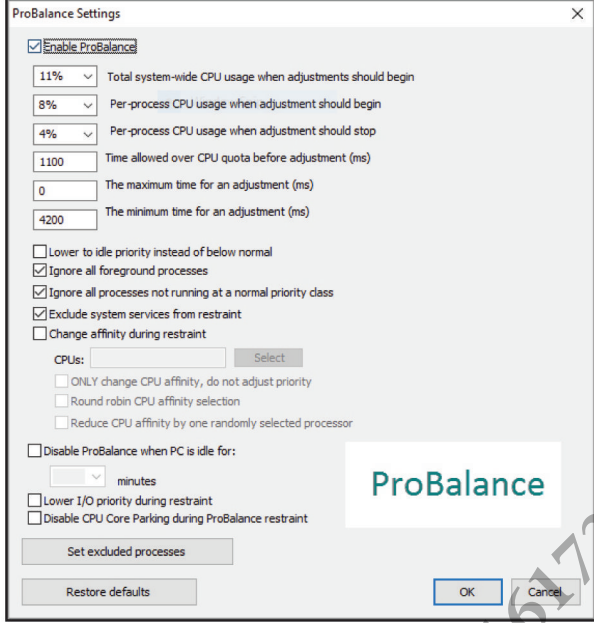 ProBalance Settings
Enable ProBalance
11% Total system-wide CPU usage when adjustments should begin
8% Per-process CPU usage when adjustment should begin
4% Per-process CPU usage when adjustment should stop
1100 Time allowed over CPU quota before adjustment (ms)
0 The maximum time for an adjustment (ms)
4200 The minimum time for an adjustment (ms)
Lower to idle priority instead of below normal
Ignore all foreground processes
Ignore all processes not running at a normal priority class
Exclude system services from restraint
Change affinity during restraint
CPUs: Select
ONLY change CPU affinity, do not adjust priority
Round robin CPU affinity selection
Reduce CPU affinity by one randomly selected processor
Disable ProBalance when PC is idle for:
minutes
ProBalance
Lower I/O priority during restraint
Disable CPU Core Parking during ProBalance restraint
Set excluded processes
Restore defaults OK Cancel